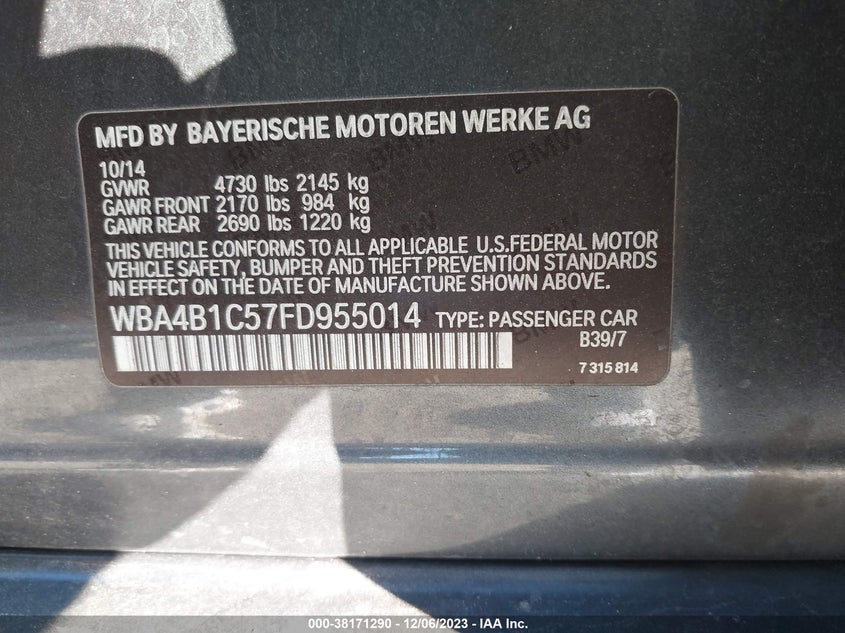 MFD BY BAYERISCHE MOTOREN WERKE AG
10/14
GVWR 4730 lbs 2145 kg
GAWR FRONT 2170 lbs 984 kg
GAWR REAR 2690 lbs 1220 kg
THIS VEHICLE CONFORMS TO ALL APPLICABLE U.S.FEDERAL MOTOR
VEHICLE SAFETY, BUMPER AND THEFT PREVENTION STANDARDS
IN EFFECT ON THE DATE OF MANUFACTURE SHOWN ABOVE.
WBA4B1C57FD955014 TYPE: PASSENGER CAR
B39/7
7315814
000-38171290 - 12/06/2023 - IAA Inc.